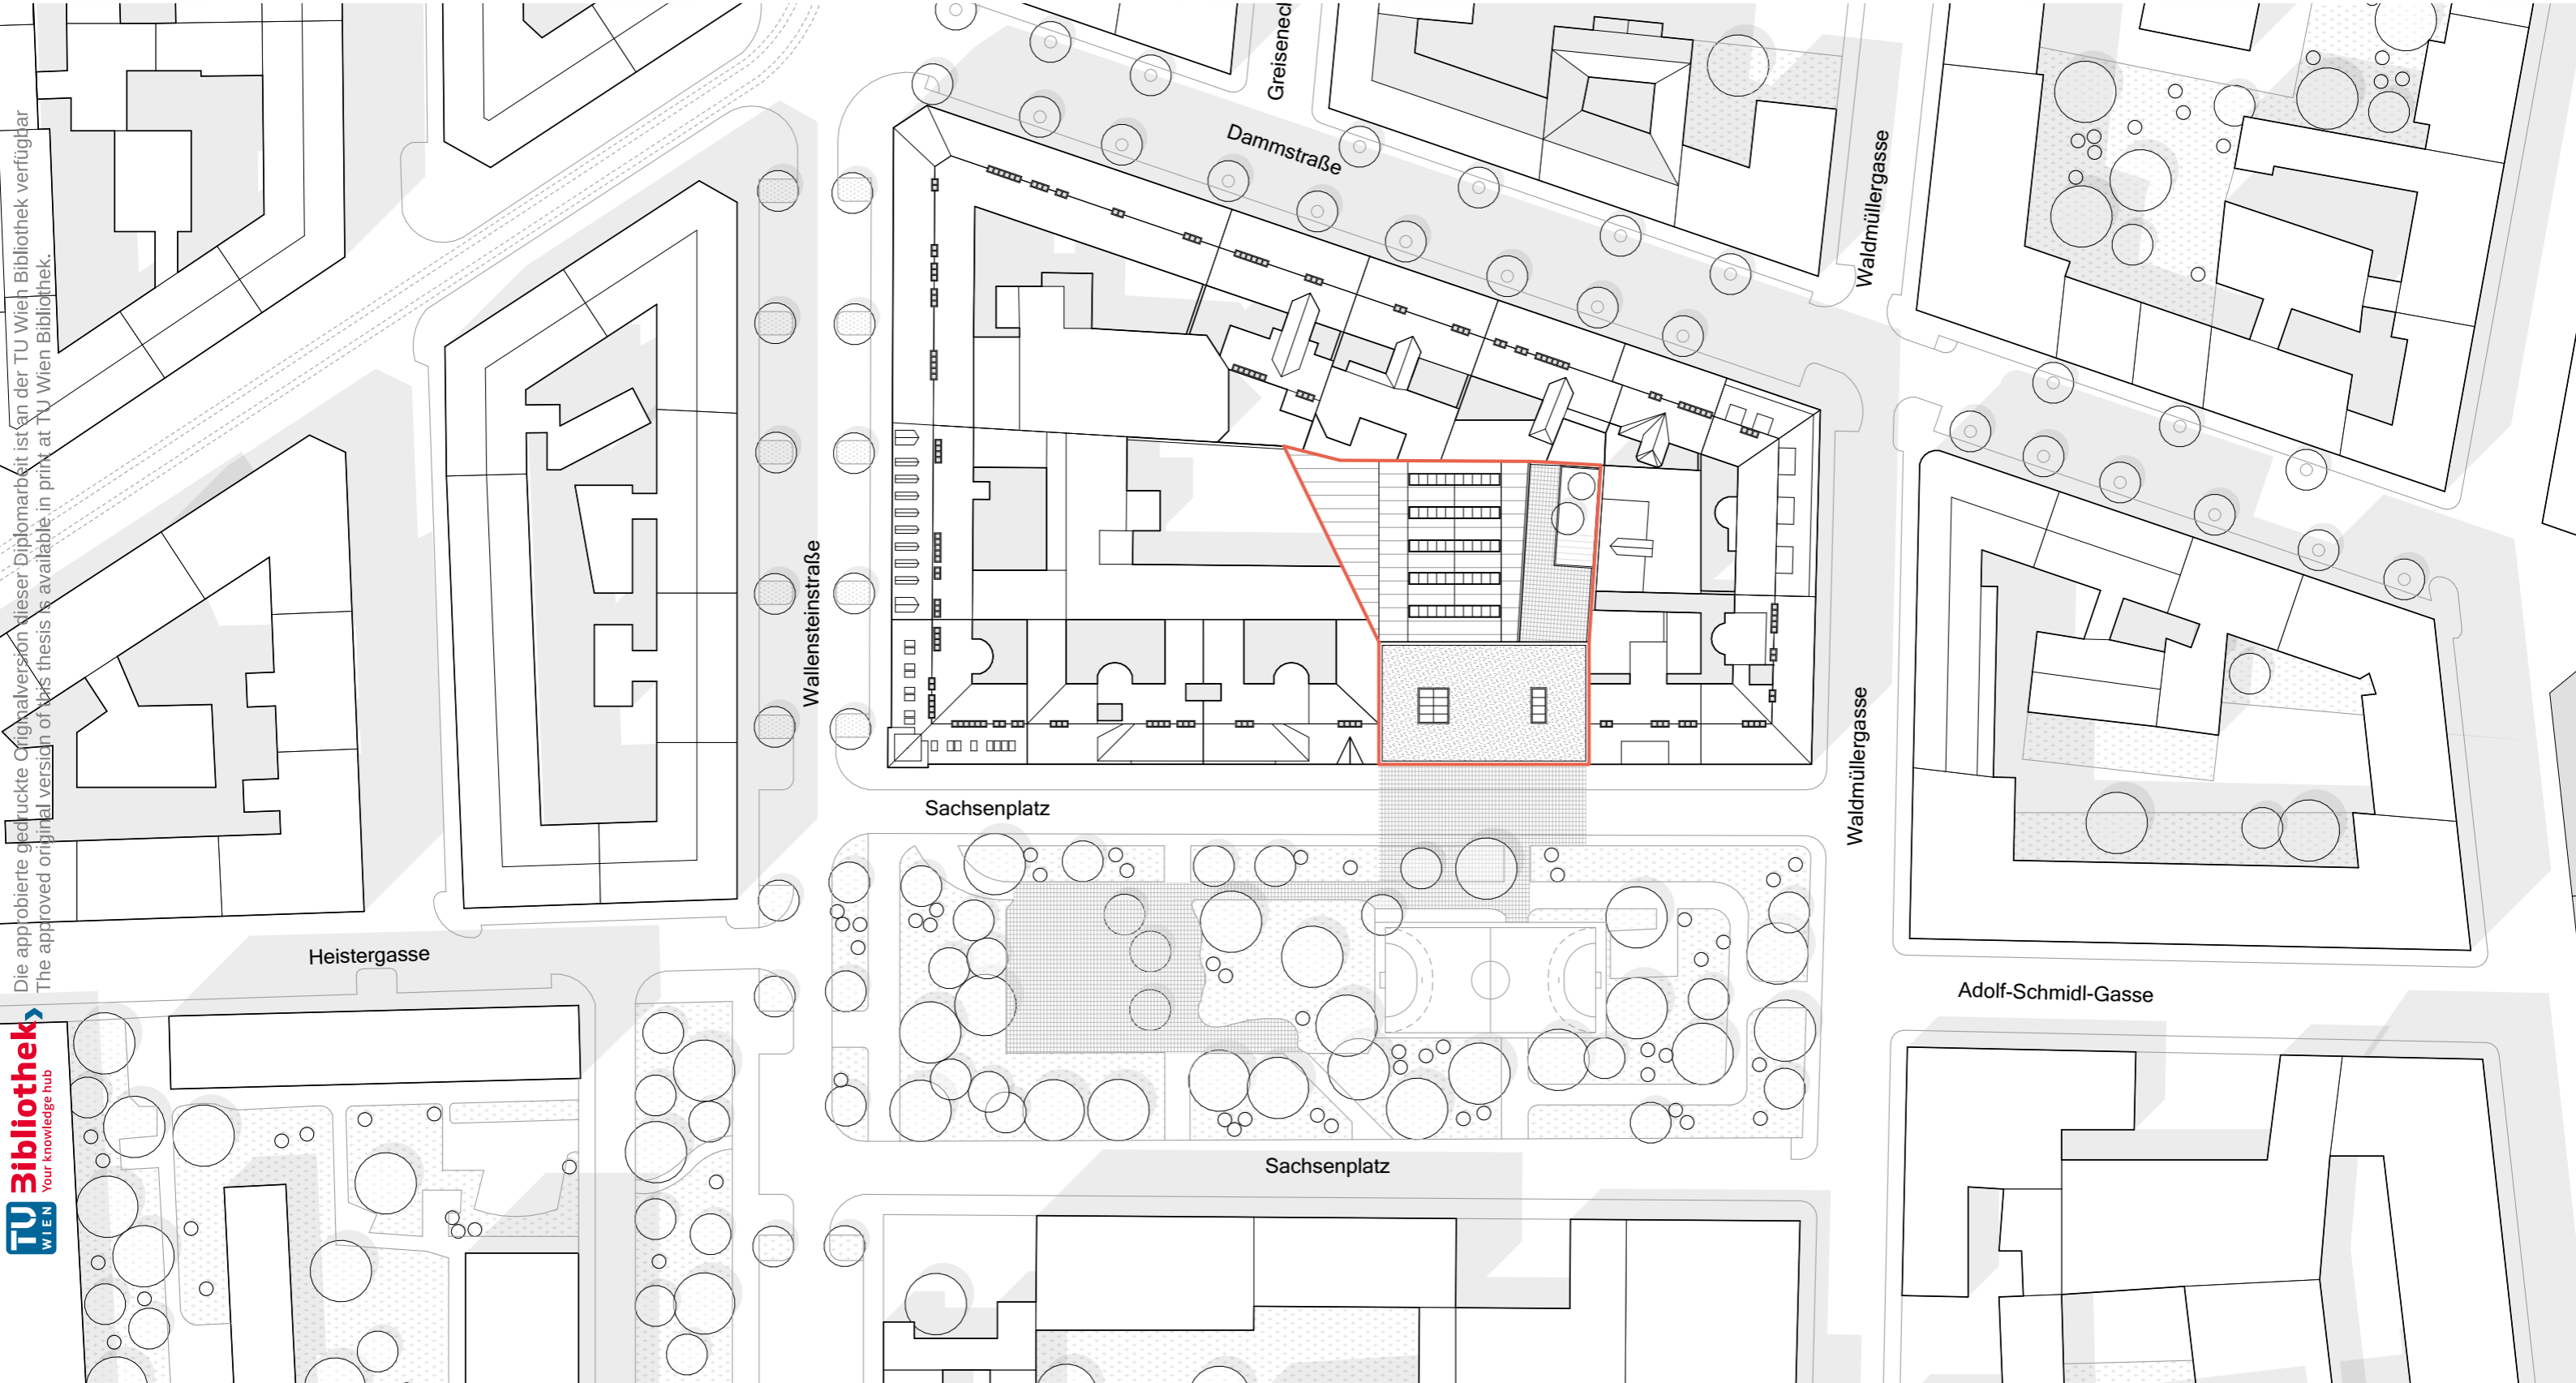 Die approbierte gedruckte Originalversion dieser Diplomarbeit ist an der TU Wien Bibliothek verfügbar
The approved original version of this thesis is available in print at TU Wien Bibliothek.
TU WIEN
Bibliothek
Your knowledge hub
Dammstraße
Waldmüllergasse
Wallensteinstraße
Sachsenplatz
Waldmüllergasse
Heistergasse
Adolf-Schmidl-Gasse
Sachsenplatz